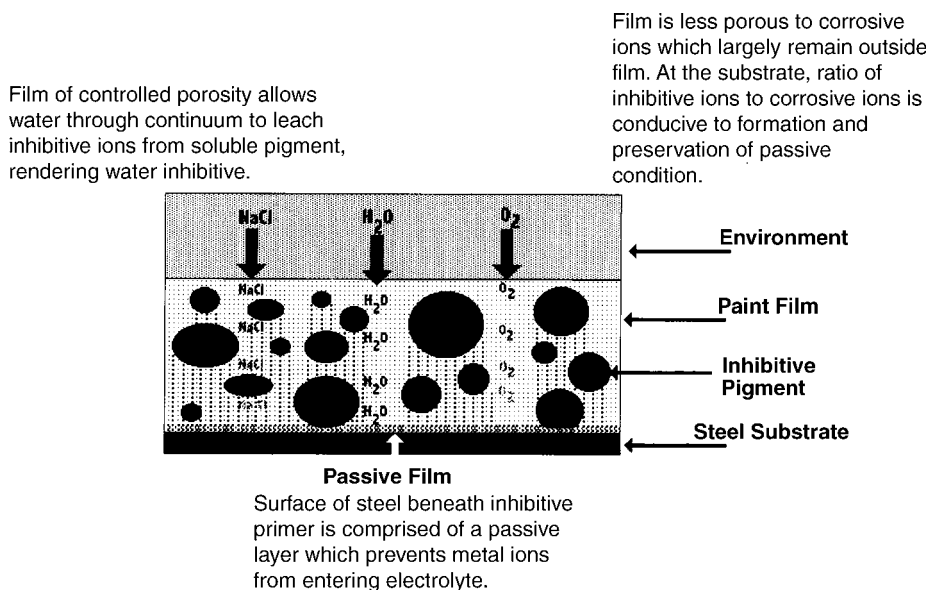 Film is less porous to corrosive
ions which largely remain outside
film. At the substrate, ratio of
inhibitive ions to corrosive ions is
conducive to formation and
preservation of passive
condition.
Film of controlled porosity allows
water through continuum to leach
inhibitive ions from soluble pigment,
rendering water inhibitive.
NaCl H2O O2
Environment
NaCl H2O O2
Paint Film
NaCl H2O O2
NaCl H2O O2
Inhibitive
Pigment
NaCl H2O O2
Steel Substrate
Passive Film
Surface of steel beneath inhibitive
primer is comprised of a passive
layer which prevents metal ions
from entering electrolyte.